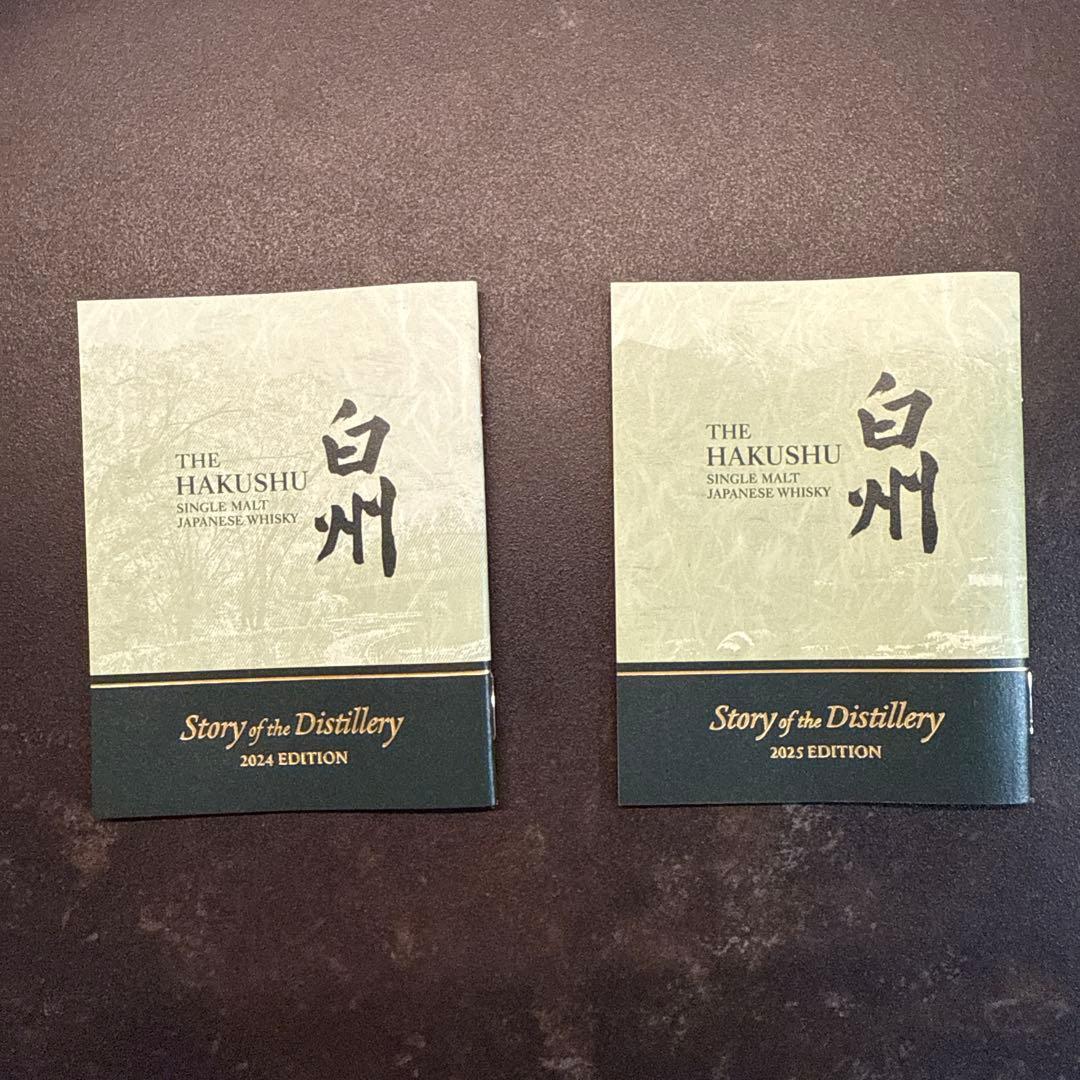 THE
HAKUSHU
SINGLE MALT
JAPANESE WHISKY
白州
Story of the Distillery
2024 EDITION
THE
HAKUSHU
SINGLE MALT
JAPANESE WHISKY
白州
Story of the Distillery
2025 EDITION